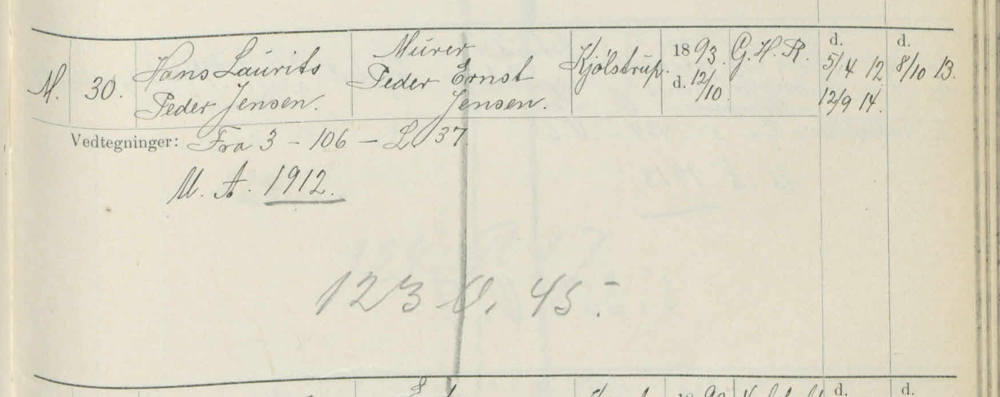 M. 30. Hans Laurits Peder Jensen. Murer Peder Ernst Jensen. Kjölstrup. 1893. d. 12/10. G. H. R. d. 5/4 12 12/9 14. d. 8/10 13.
Vedtegninger: Fra 3 - 106 - L 37.
U. A. 1912.
123 O. 45.-
d. d.